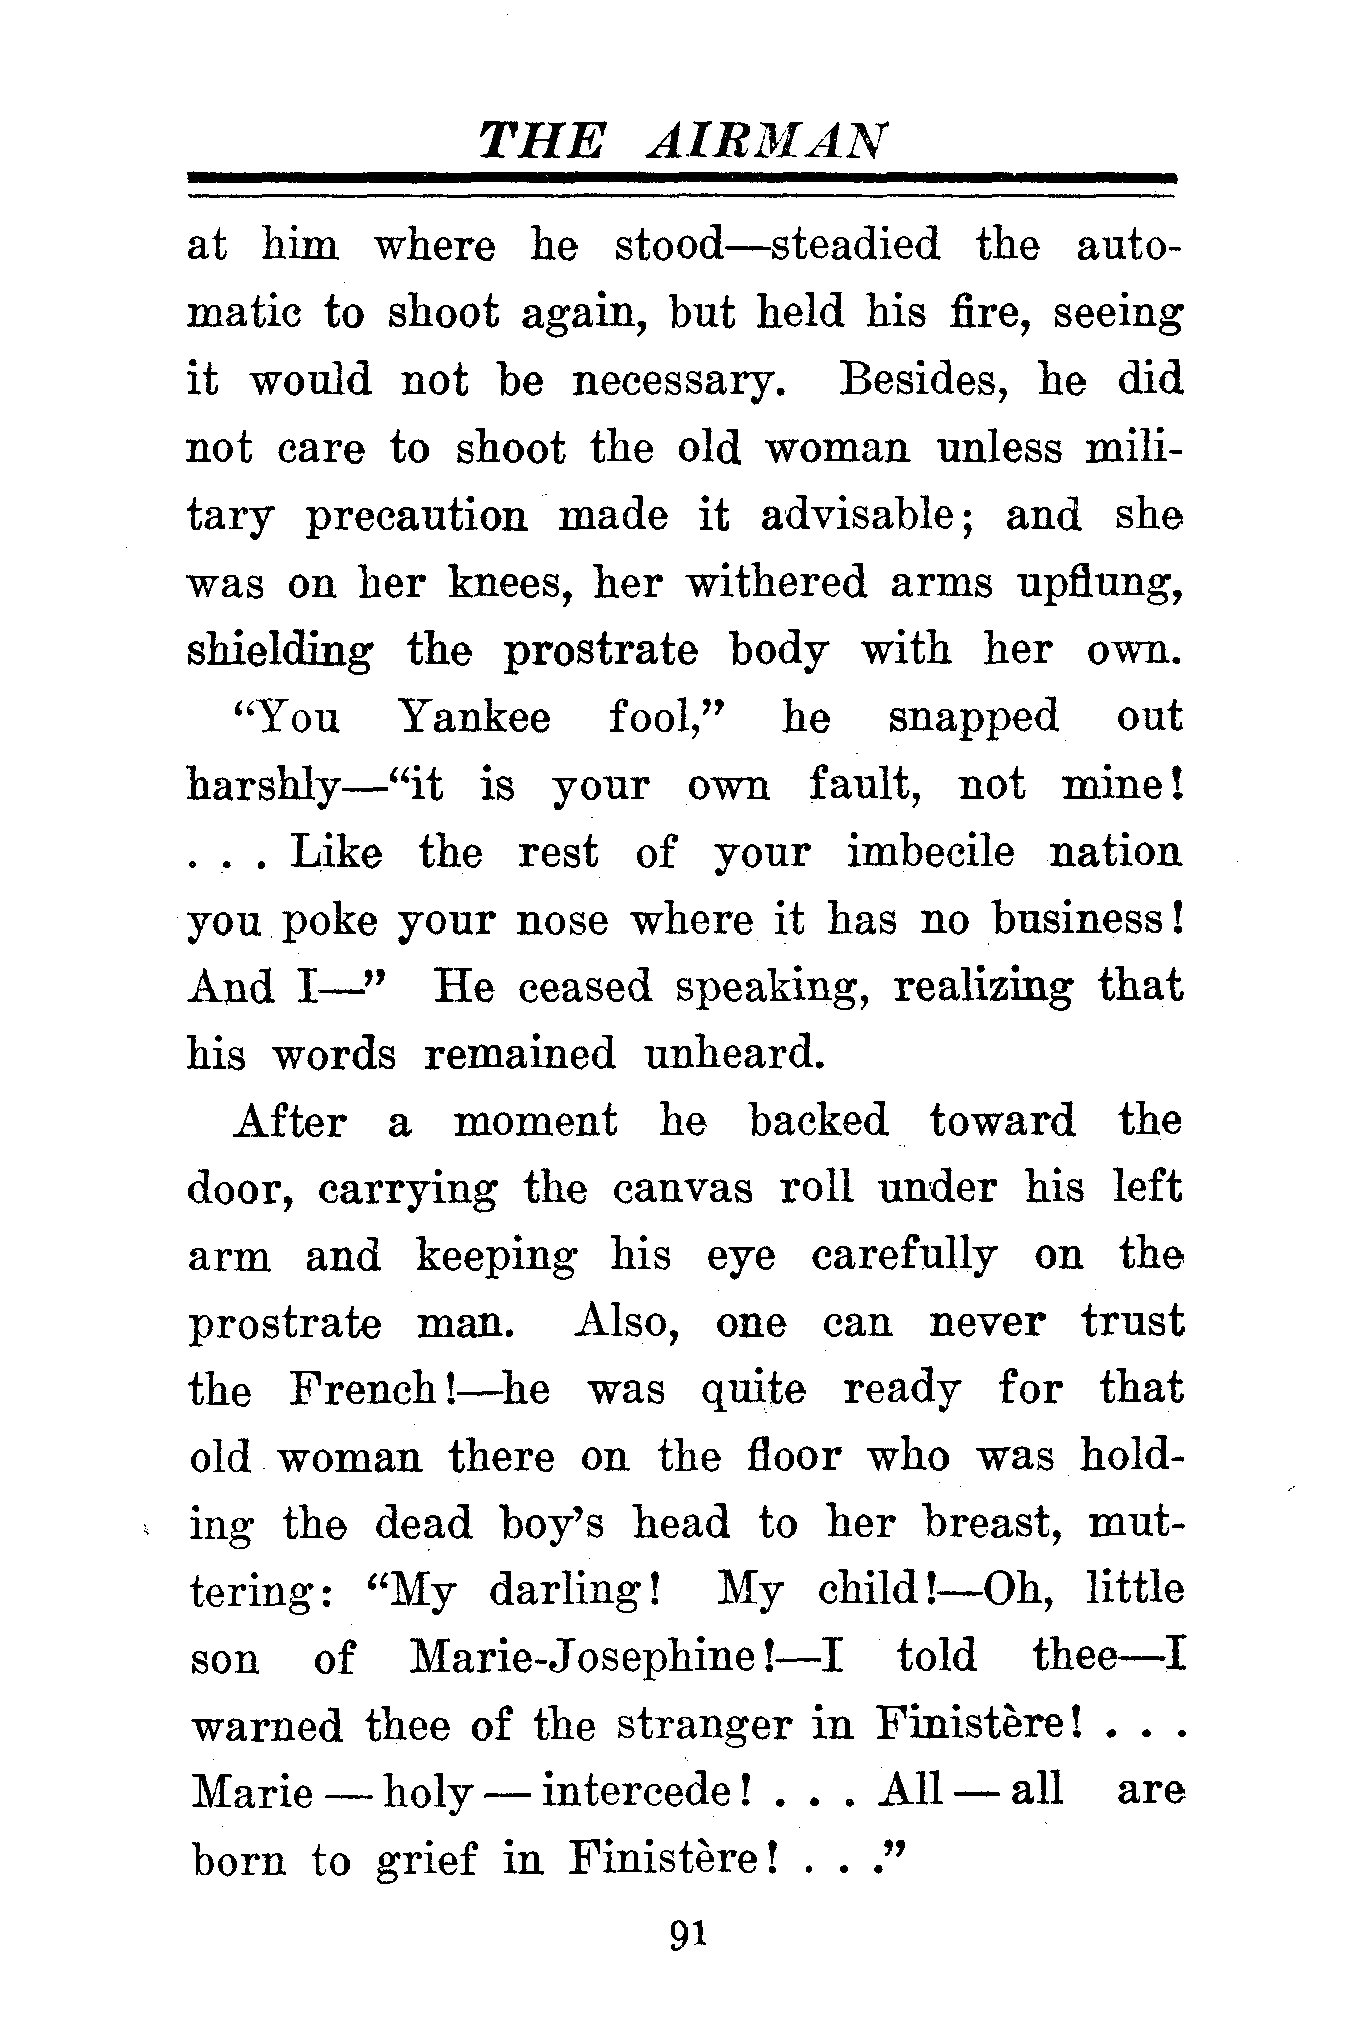 THE AIRMAN
at him where he stood—steadied the auto-
matic to shoot again, but held his fire, seeing
it would not be necessary. Besides, he did
not care to shoot the old woman unless mili-
tary precaution made it advisable; and she
was on her knees, her withered arms upflung,
shielding the prostrate body with her own.
“You Yankee fool,” he snapped out
harshly—“it is your own fault, not mine!
. . . Like the rest of your imbecile nation
you poke your nose where it has no business!
And I—” He ceased speaking, realizing that
his words remained unheard.
After a moment he backed toward the
door, carrying the canvas roll under his left
arm and keeping his eye carefully on the
prostrate man. Also, one can never trust
the French!—he was quite ready for that
old woman there on the floor who was hold-
ing the dead boy’s head to her breast, mut-
tering: “My darling! My child!—Oh, little
son of Marie-Josephine!—I told thee—I
warned thee of the stranger in Finistère! . . .
Marie — holy — intercede! . . . All — all are
born to grief in Finistère! . . .”
91